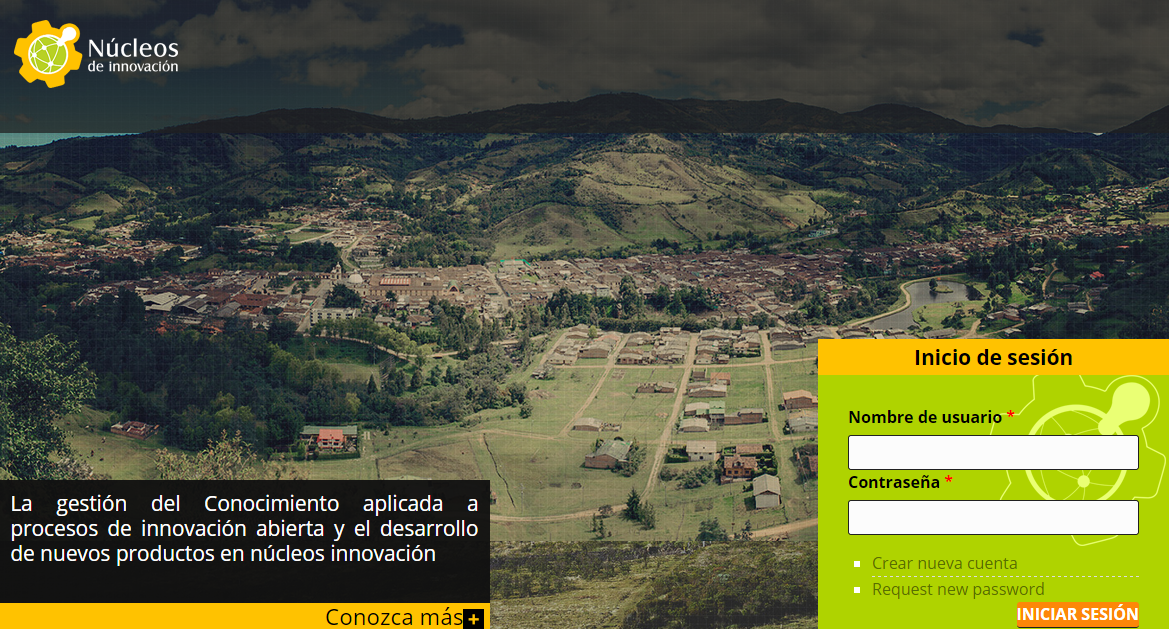 Núcleos
de innovación
La gestión del Conocimiento aplicada a
procesos de innovación abierta y el desarrollo
de nuevos productos en núcleos innovación
Conozca más+
Inicio de sesión
Nombre de usuario *
Contraseña *
Crear nueva cuenta
Request new password
INICIAR SESIÓN